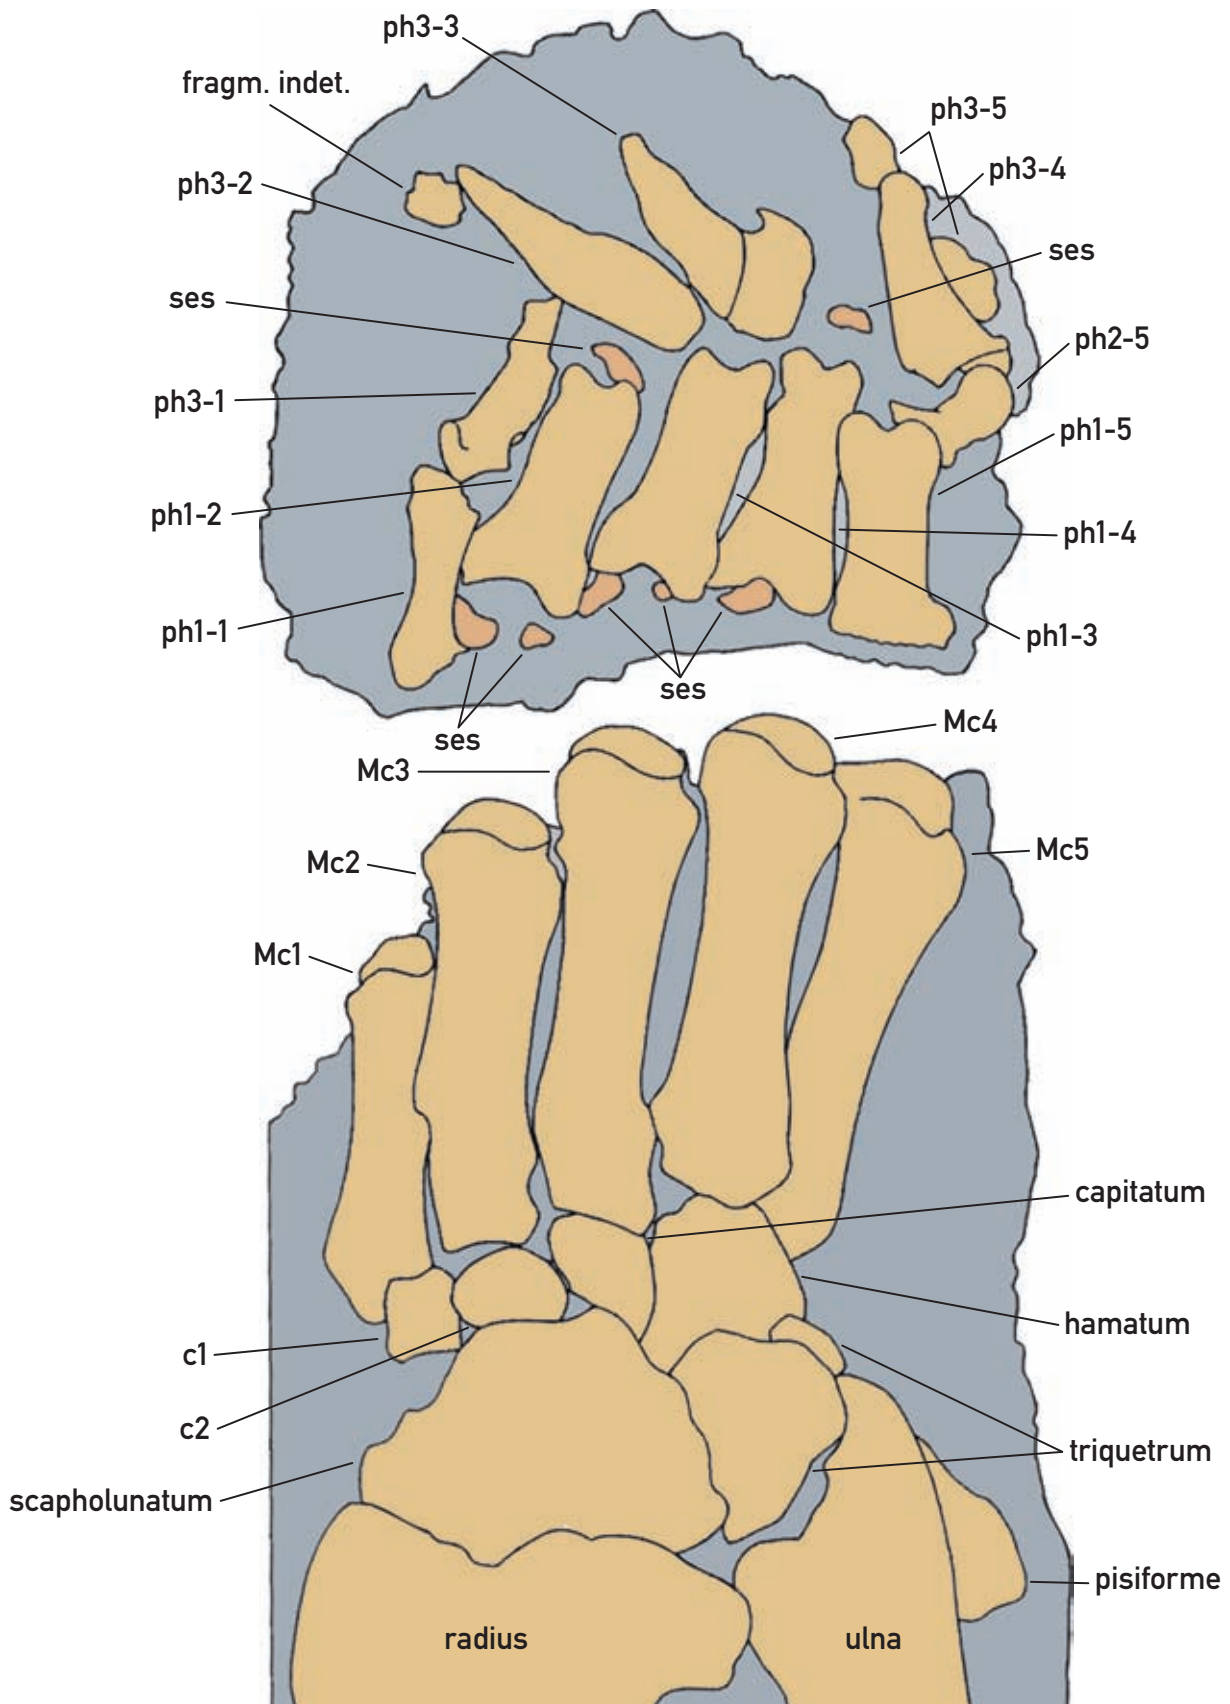 ph3-3
fragm. indet.
ph3-5
ph3-4
ph3-2
ses
ses
ph2-5
ph3-1
ph1-5
ph1-2
ph1-4
ph1-1
ph1-3
ses
ses
Mc4
Mc3
Mc5
Mc2
Mc1
capitatum
hamatum
c1
c2
triquetrum
scapholunatum
pisiforme
radius
ulna